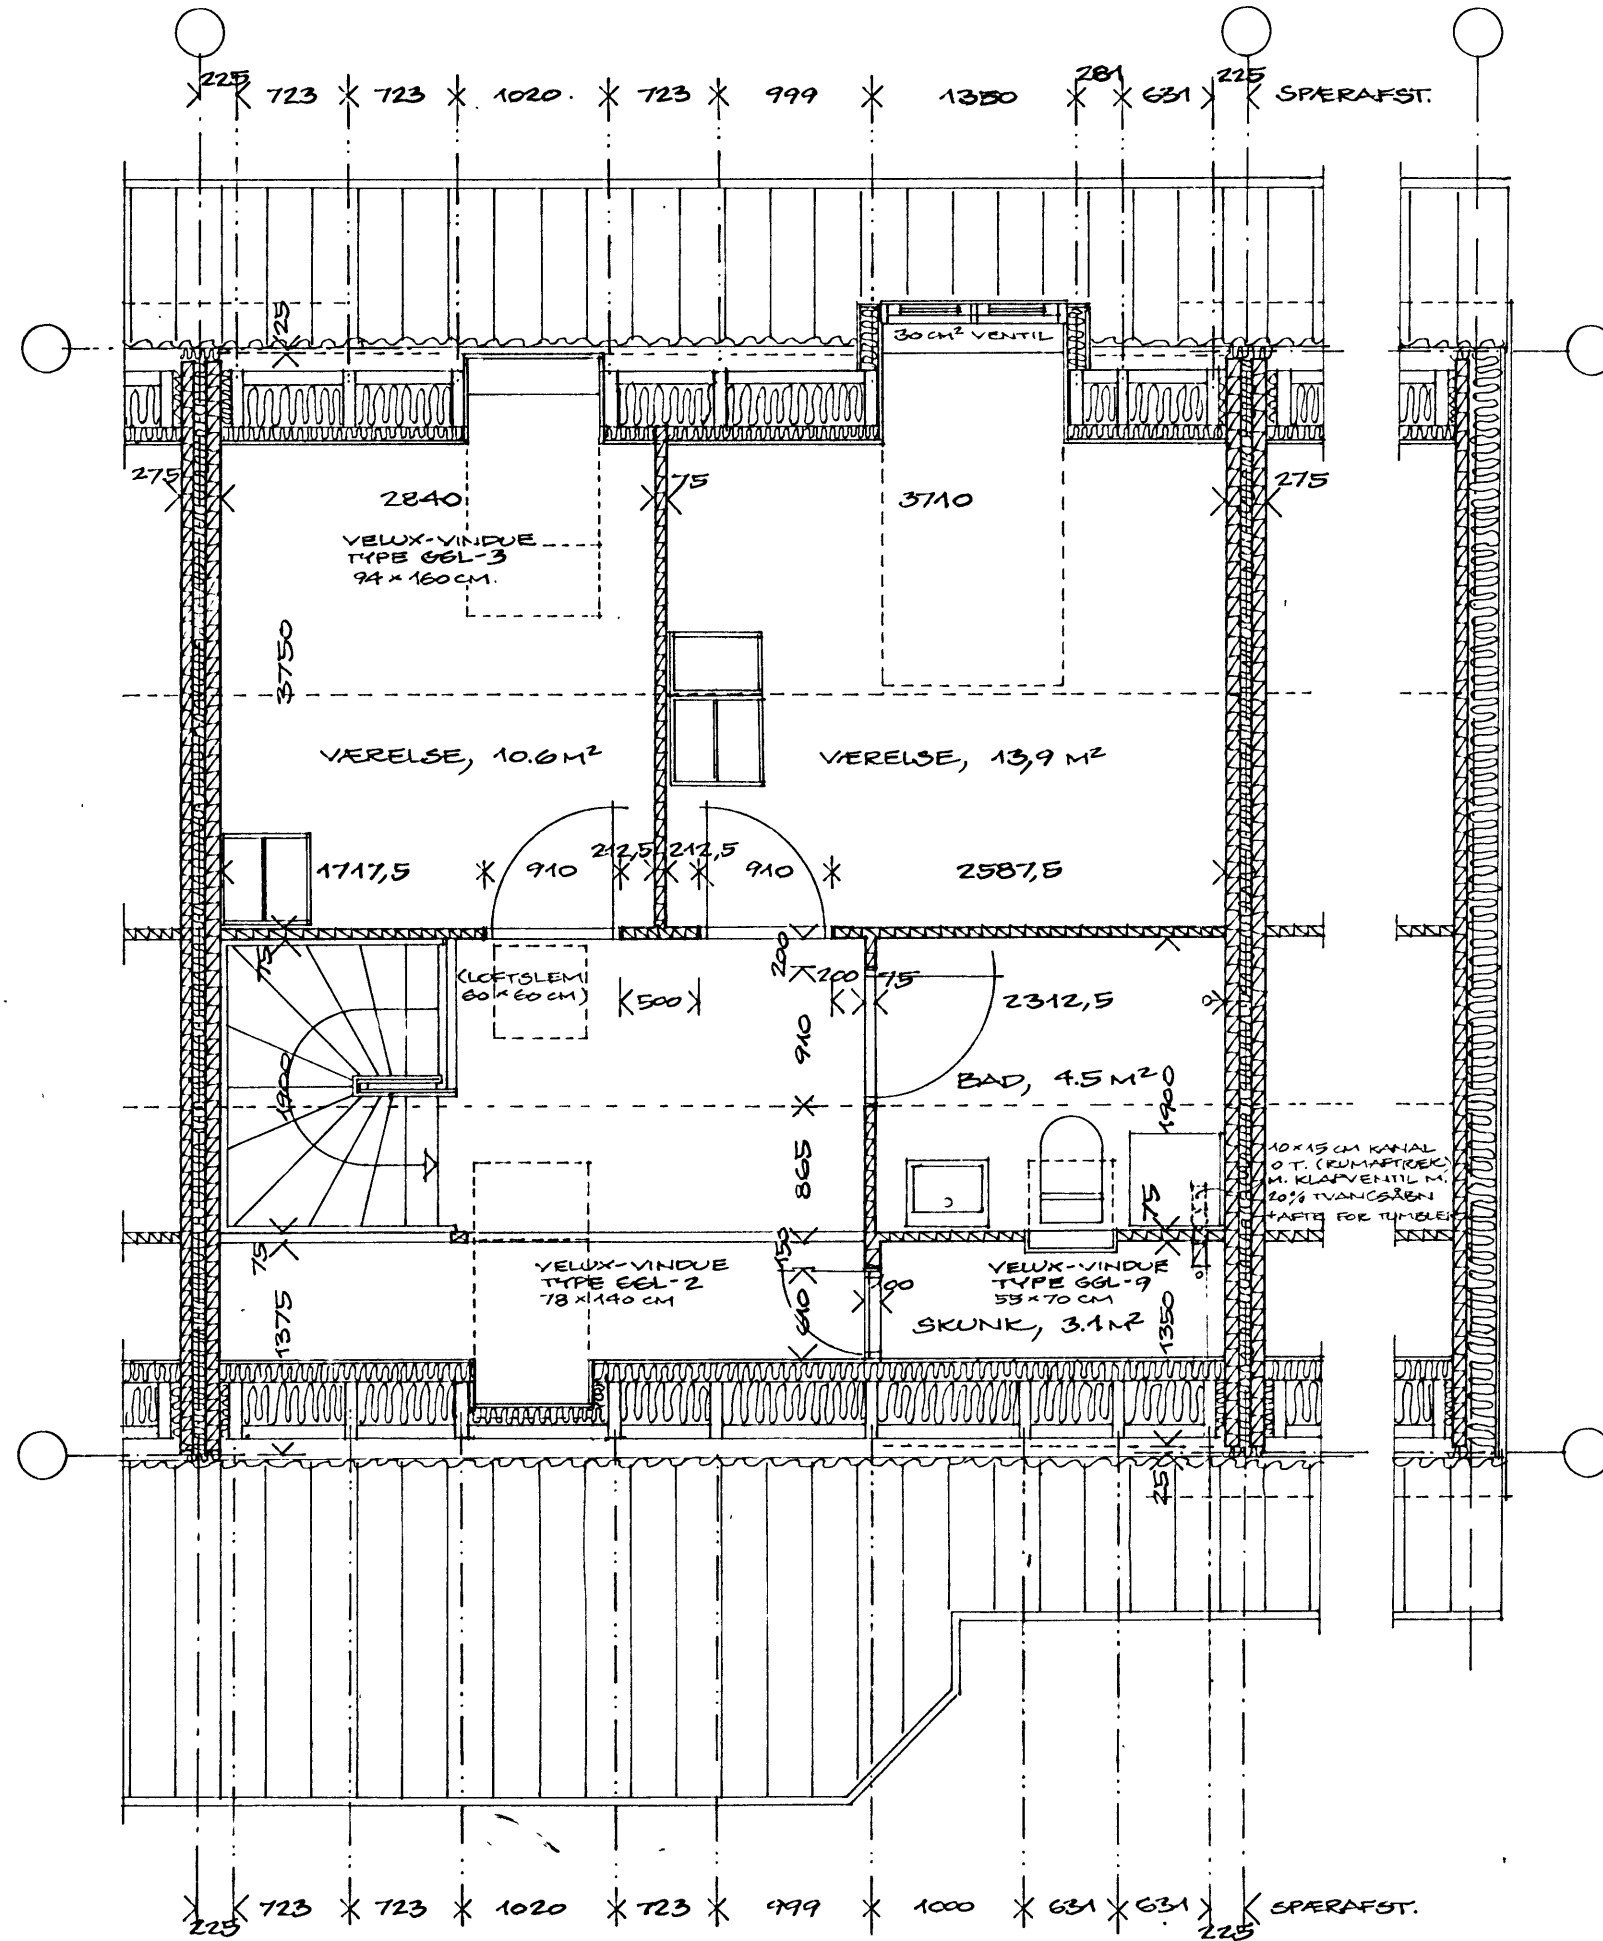 225 723 723 1020. 723 999 1350 281 631 225 SPÆRAFST.
125
30 CM² VENTIL
275 2840 75 3710 275
VELUX-VINDUE
TYPE GGL-3
94 × 160 CM.
3750
VÆRELSE, 10.6 M²
VÆRELSE, 13,9 M²
1717,5 910 212,5 212,5 910 2587,5
75
(LOFTSLEM
60 × 60 CM)
500
200
200 75 2312,5
910
1900
BAD, 4.5 M²
1900
865
10×15 CM KANAL
O T. (RUMAFTRÆK)
M. KLAPVENTIL M.
20% TVANGSÅBN
75
75
150
VELUX-VINDUE
TYPE GGL-2
78 × 140 CM
VELUX-VINDUE
TYPE GGL-9
55 × 70 CM
1375
610
SKUNK, 3.1 M²
1350
723 723 1020 723 999 1000 631 631 SPÆRAFST.
225 225